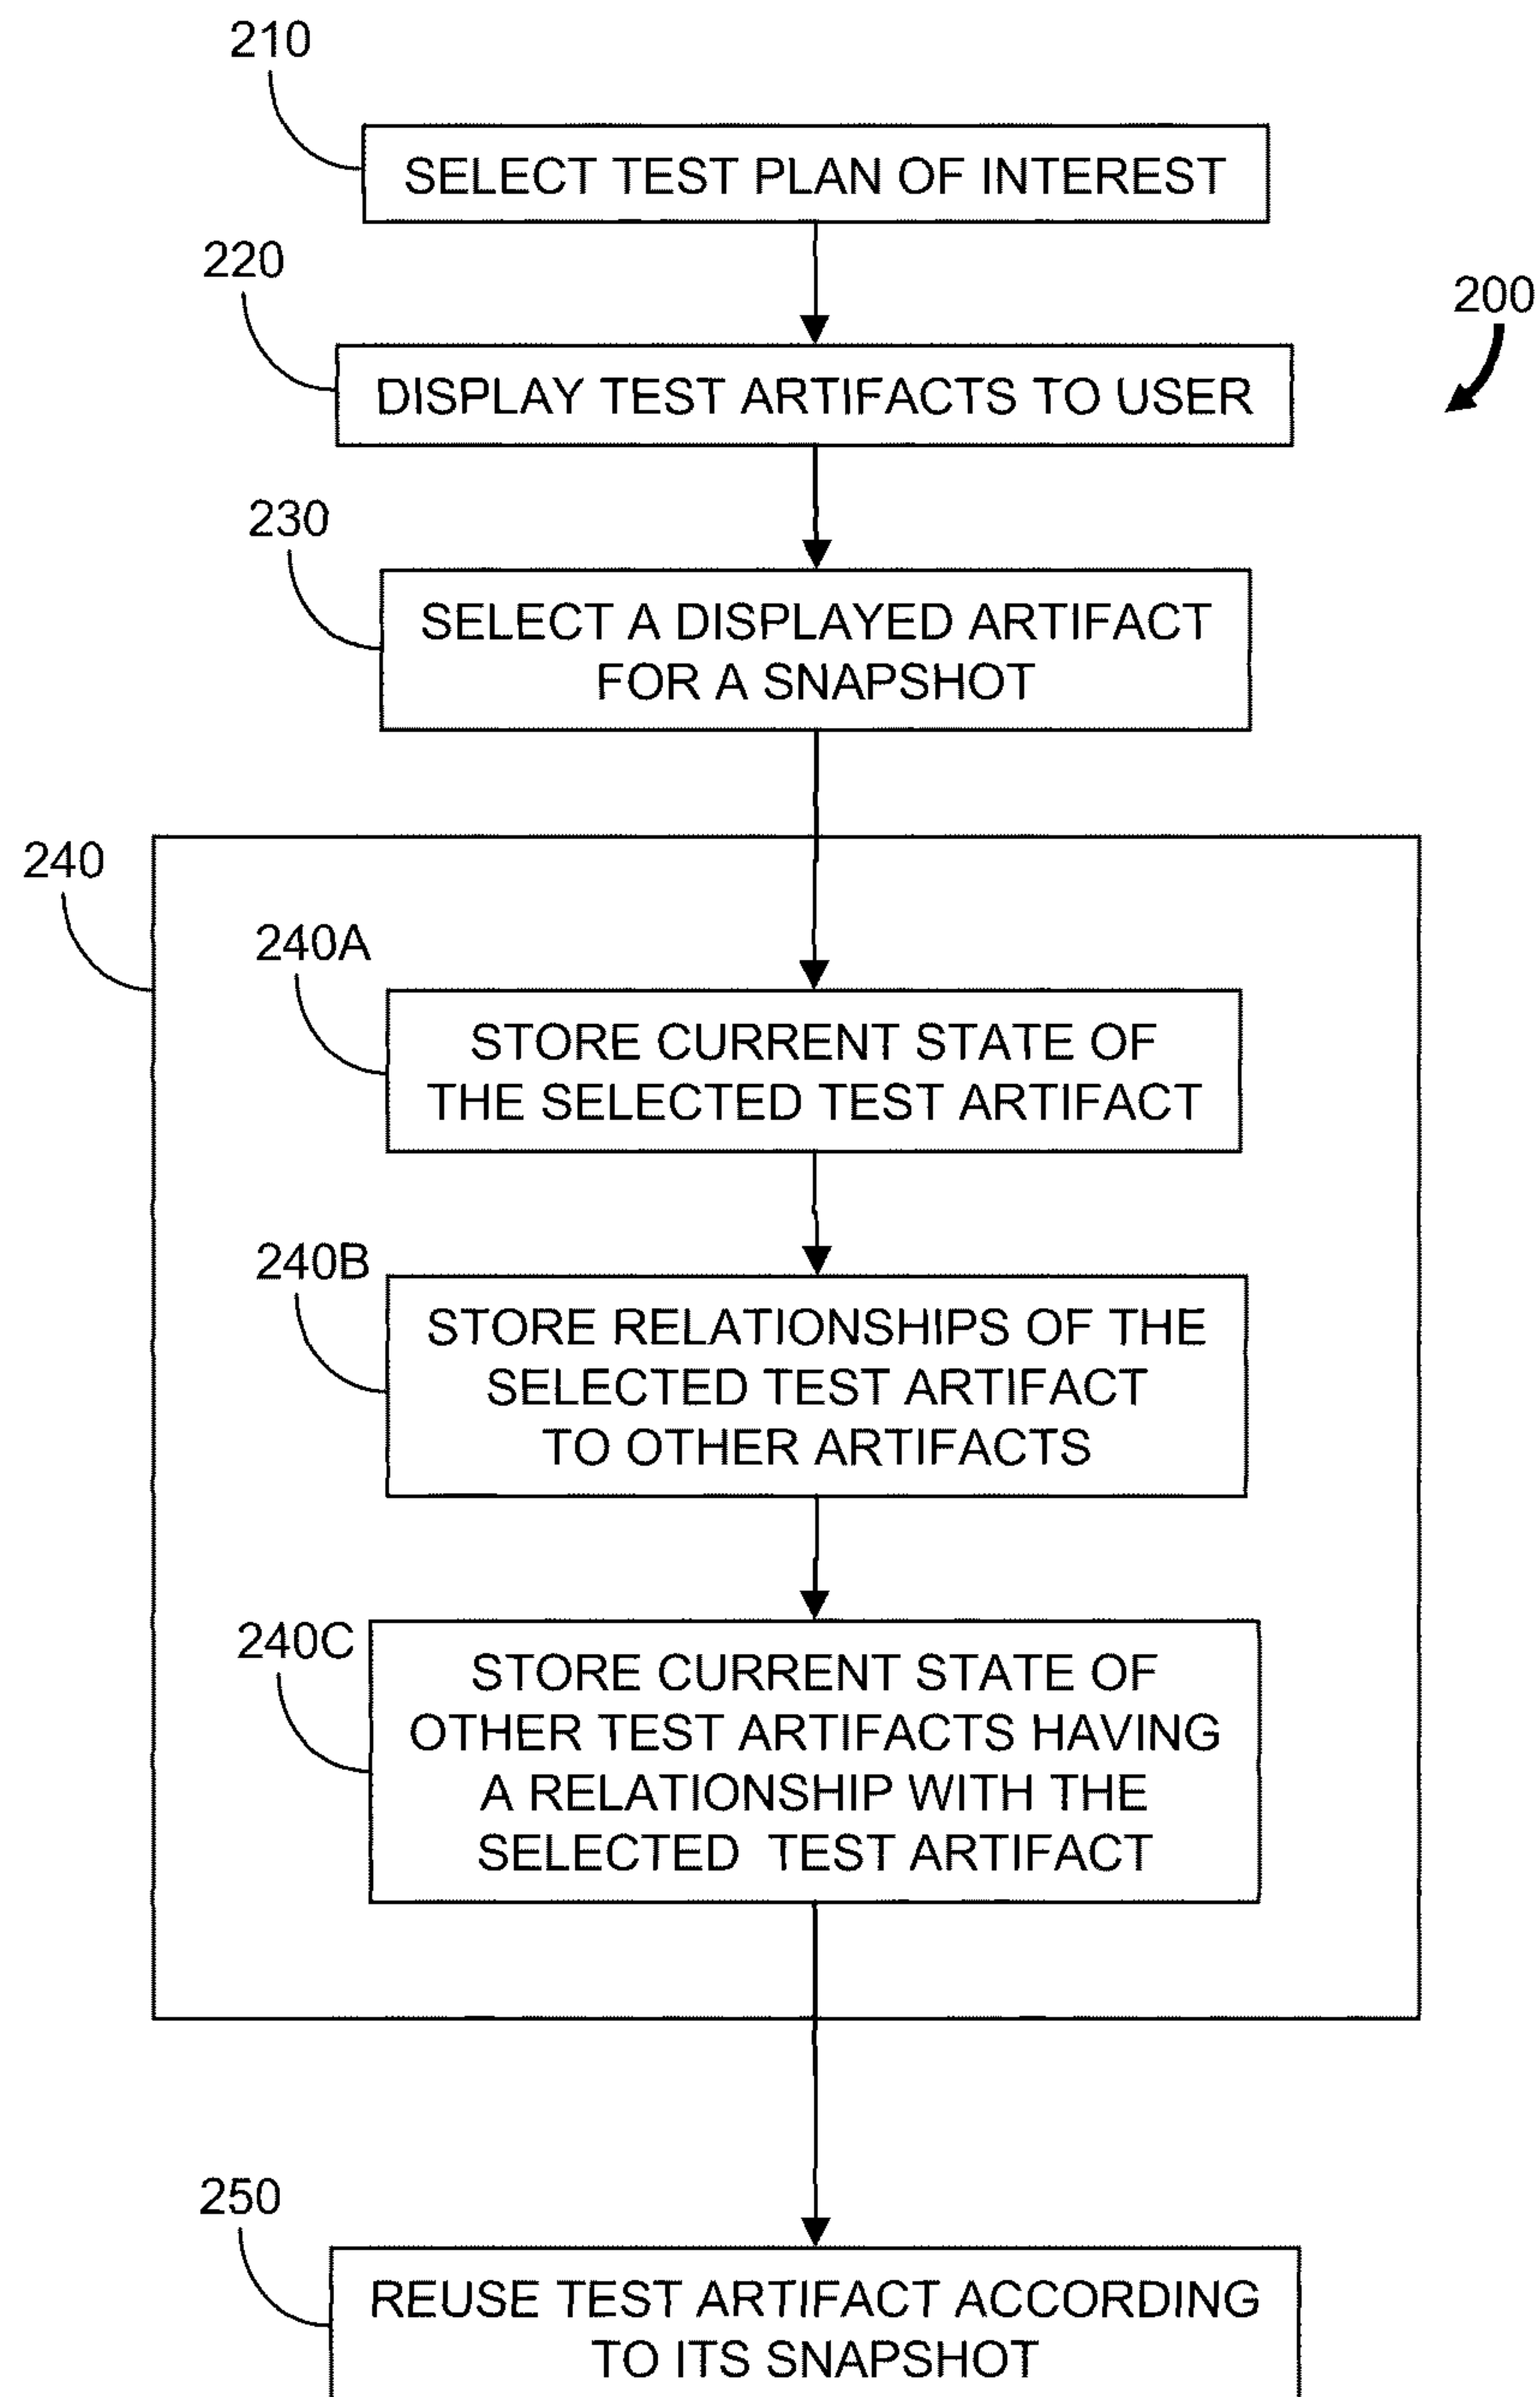 210
SELECT TEST PLAN OF INTEREST
220
200
DISPLAY TEST ARTIFACTS TO USER
230
SELECT A DISPLAYED ARTIFACT
FOR A SNAPSHOT
240
240A
STORE CURRENT STATE OF
THE SELECTED TEST ARTIFACT
240B
STORE RELATIONSHIPS OF THE
SELECTED TEST ARTIFACT
TO OTHER ARTIFACTS
240C
STORE CURRENT STATE OF
OTHER TEST ARTIFACTS HAVING
A RELATIONSHIP WITH THE
SELECTED TEST ARTIFACT
250
REUSE TEST ARTIFACT ACCORDING
TO ITS SNAPSHOT